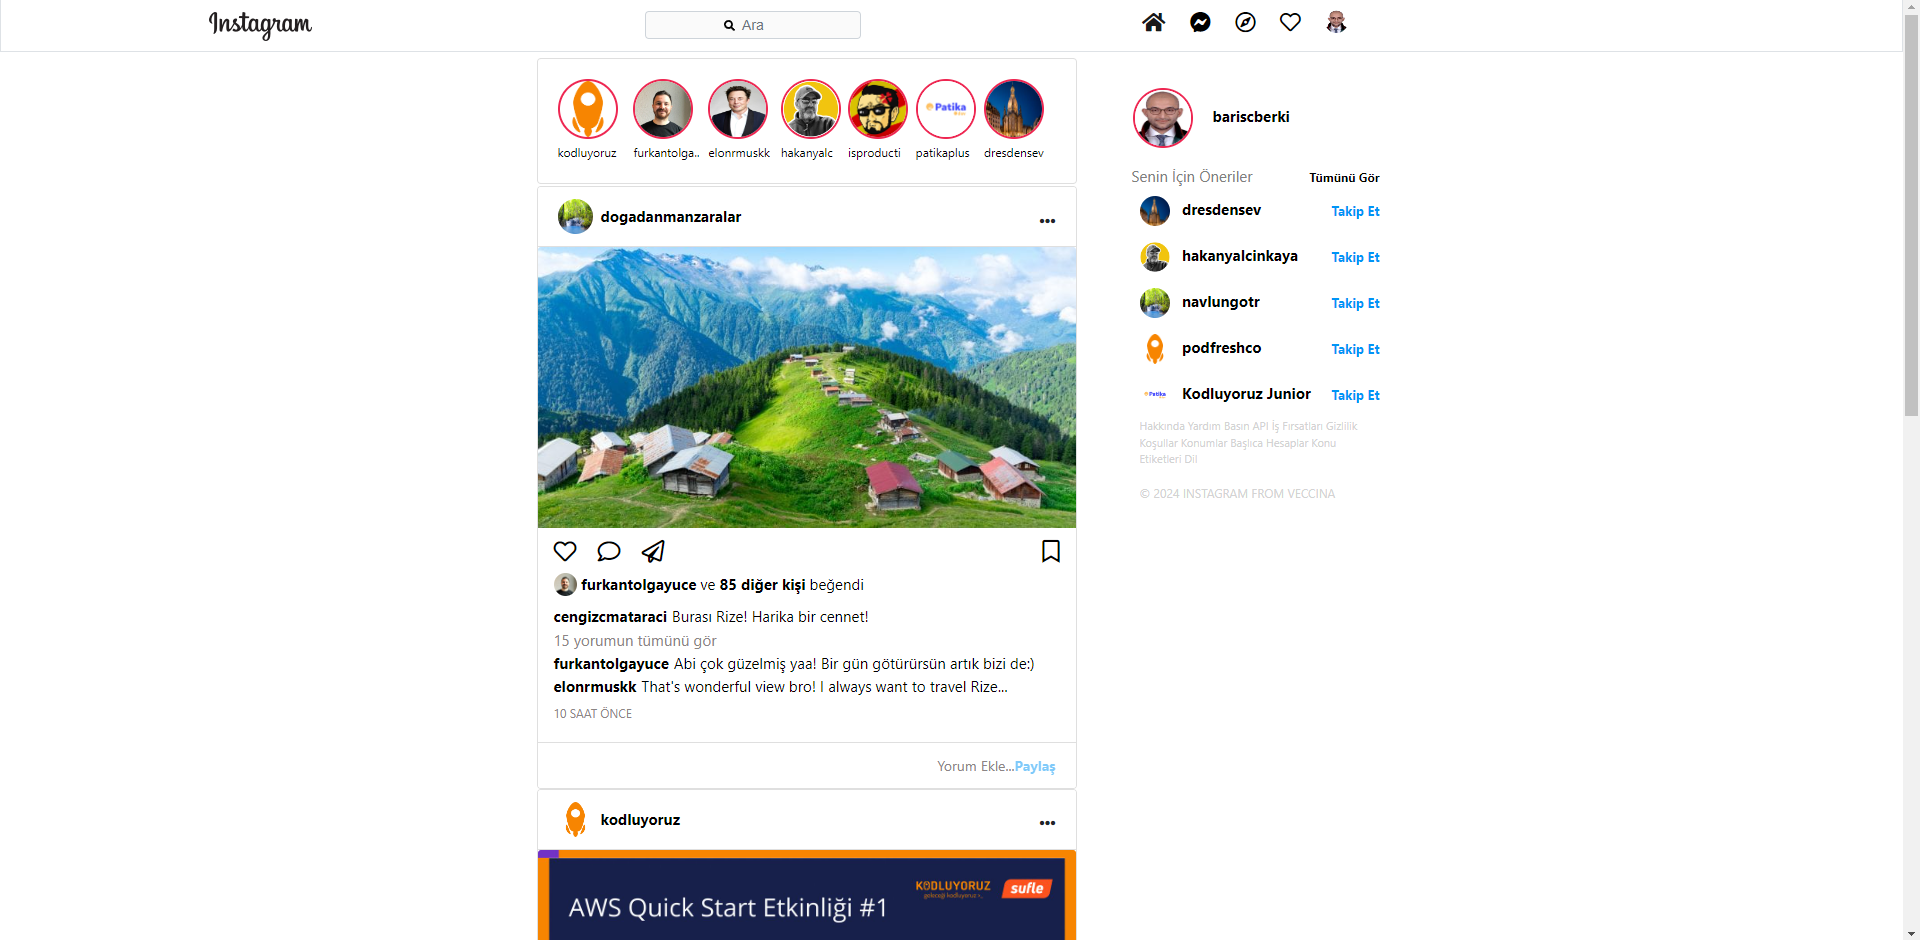 Instagram
Ara
kodluyoruz
furkantolga..
elonrmuskk
hakanyalc
isproducti
patikaplus
dresdensev
Patika
bariscberki
Senin İçin Öneriler
Tümünü Gör
dresdensev
Takip Et
hakanyalcinkaya
Takip Et
navlungotr
Takip Et
podfreshco
Takip Et
Patika
Kodluyoruz Junior
Takip Et
Hakkında Yardım Basın API İş Fırsatları Gizlilik
Koşullar Konumlar Başlıca Hesaplar Konu
Etiketleri Dil
© 2024 INSTAGRAM FROM VECCINA
dogadanmanzaralar
furkantolgayuce ve 85 diğer kişi beğendi
cengizcmataraci Burası Rize! Harika bir cennet!
15 yorumun tümünü gör
furkantolgayuce Abi çok güzelmiş yaa! Bir gün götürürsün artık bizi de:)
elonrmuskk That's wonderful view bro! I always want to travel Rize...
10 SAAT ÖNCE
Yorum Ekle...Paylaş
kodluyoruz
KODLUYORUZ
geleceği kodluyoruz>_
sufle
AWS Quick Start Etkinliği #1